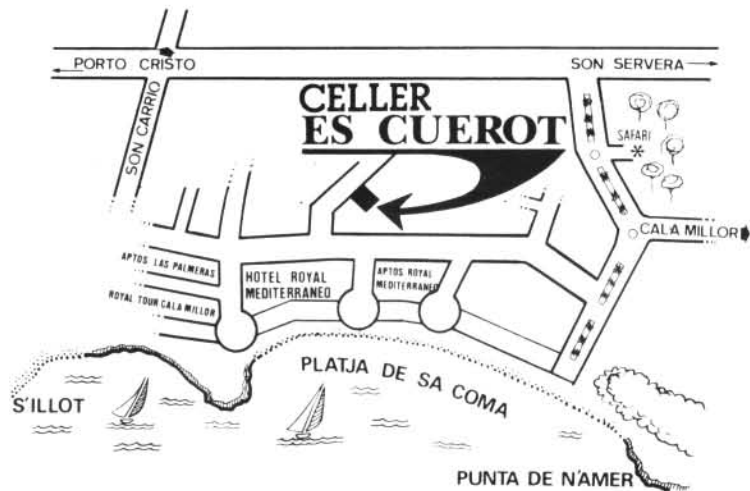 PORTO CRISTO
SON SERVERA
SON CARRIO
CELLER
ES CUEROT
SAFARI
CALA MILLOR
APTOS LAS PALMERAS
HOTEL ROYAL
MEDITERRANEO
APTOS ROYAL
MEDITERRANEO
ROYAL TOUR CALA MILLOR
PLATJA DE SA COMA
S'ILLOT
PUNTA DE N'AMER